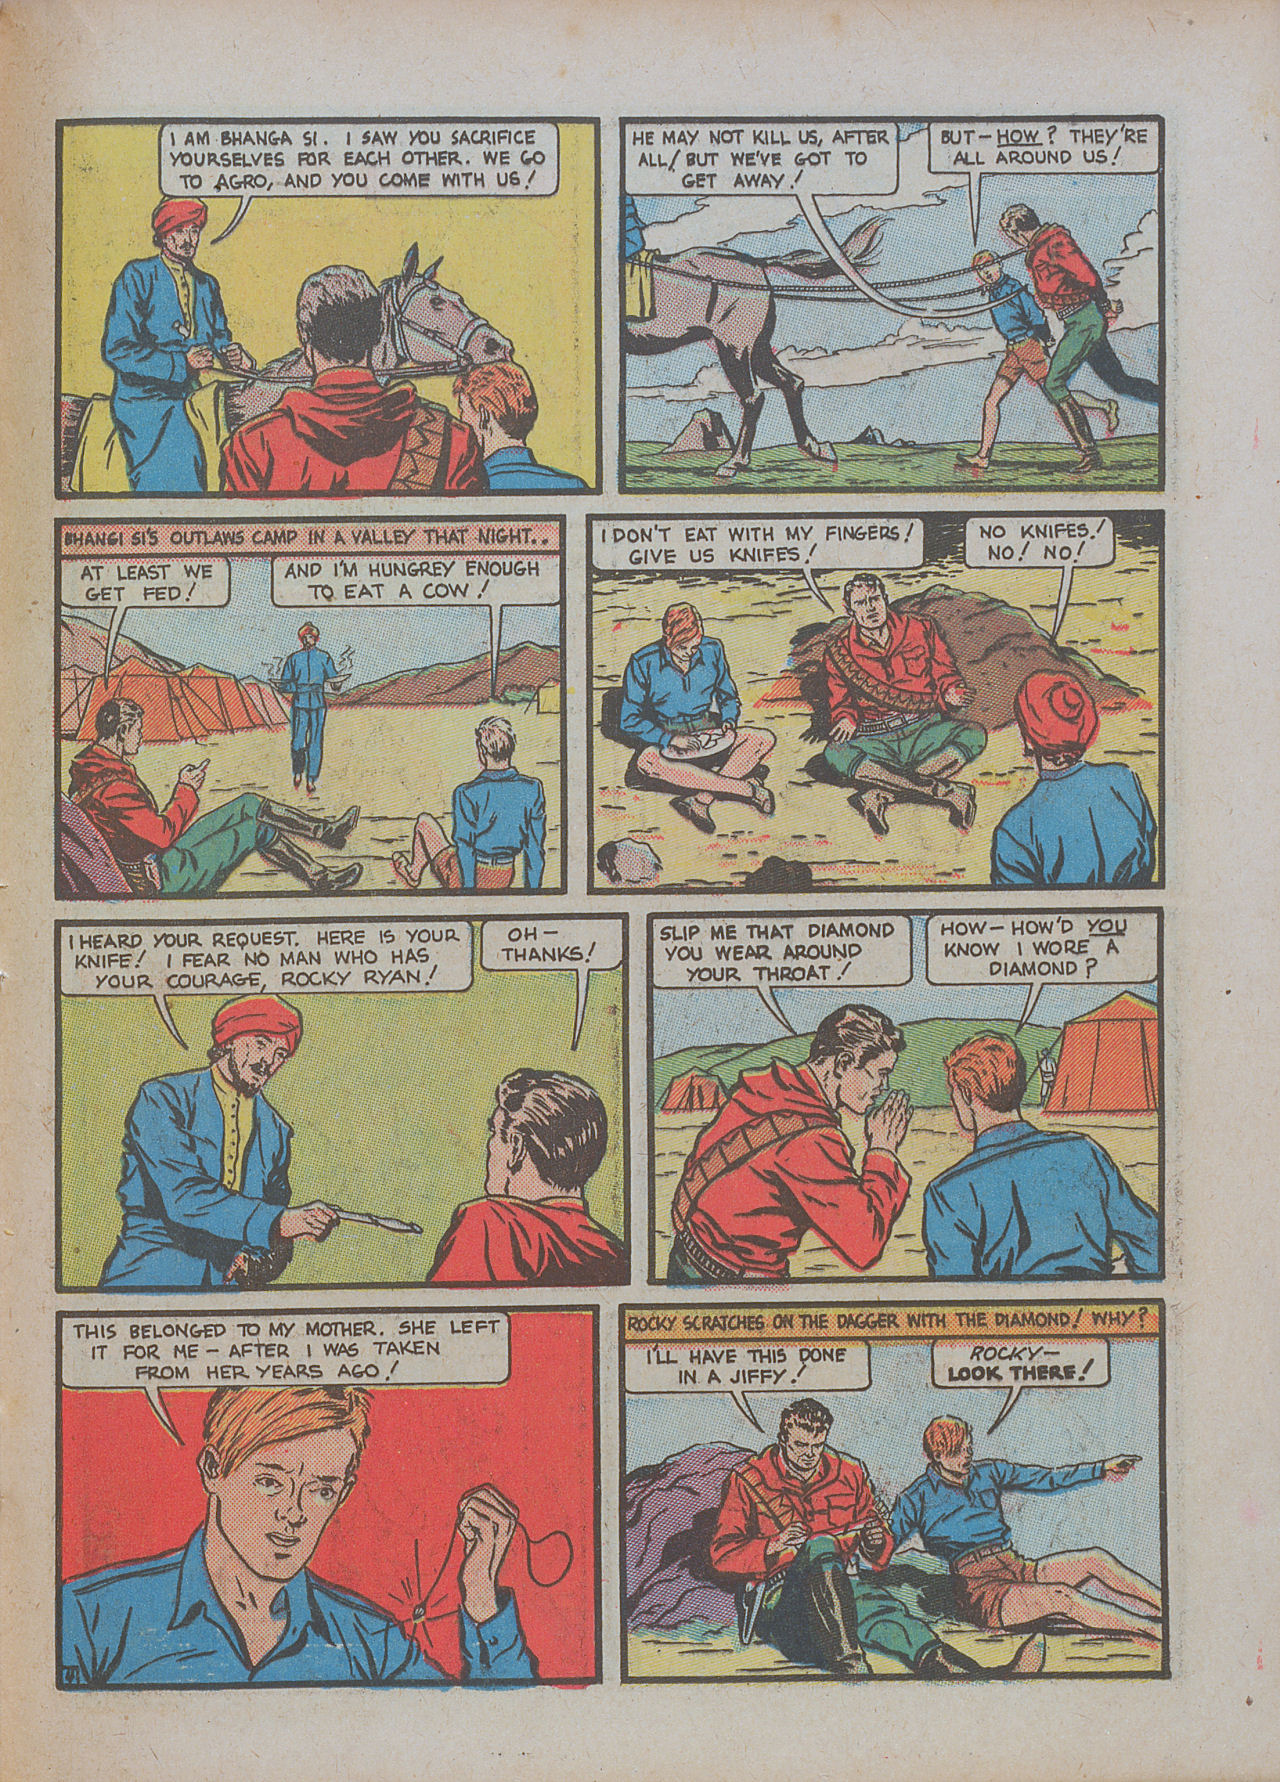 I AM BHANGA SI. I SAW YOU SACRIFICE
YOURSELVES FOR EACH OTHER. WE GO
TO AGRO, AND YOU COME WITH US!
HE MAY NOT KILL US, AFTER
ALL! BUT WE'VE GOT TO
GET AWAY!
BUT-HOW? THEY'RE
ALL AROUND US!
BHANGI SI'S OUTLAWS CAMP IN A VALLEY THAT NIGHT..
AT LEAST WE
GET FED!
AND I'M HUNGREY ENOUGH
TO EAT A COW!
I DON'T EAT WITH MY FINGERS!
GIVE US KNIFES!
NO KNIFES!
NO! NO!
I HEARD YOUR REQUEST. HERE IS YOUR
KNIFE! I FEAR NO MAN WHO HAS
YOUR COURAGE, ROCKY RYAN!
OH-
THANKS!
SLIP ME THAT DIAMOND
YOU WEAR AROUND
YOUR THROAT!
HOW-HOW'D YOU
KNOW I WORE A
DIAMOND?
THIS BELONGED TO MY MOTHER. SHE LEFT
IT FOR ME - AFTER I WAS TAKEN
FROM HER YEARS AGO!
ROCKY SCRATCHES ON THE DAGGER WITH THE DIAMOND! WHY?
I'LL HAVE THIS DONE
IN A JIFFY!
ROCKY-
LOOK THERE!